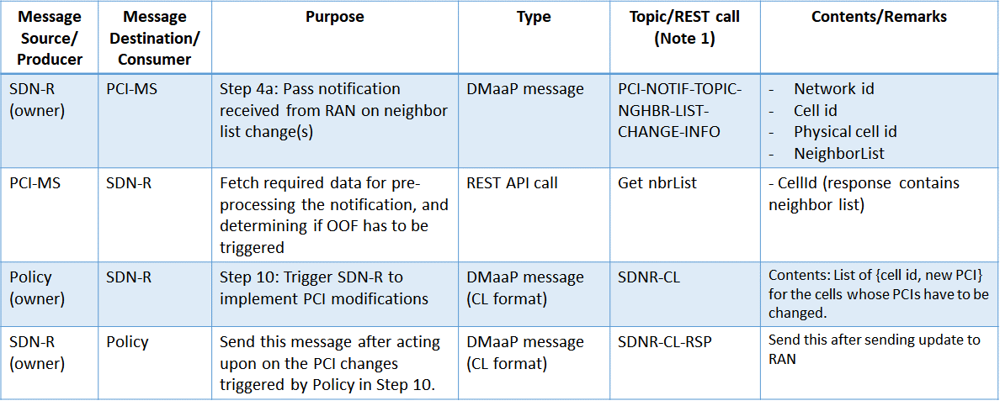 Message Source/ Producer
Message Destination/ Consumer
Purpose
Type
Topic/REST call (Note 1)
Contents/Remarks
SDN-R (owner)
PCI-MS
Step 4a: Pass notification
received from RAN on neighbor
list change(s)
DMaaP message
PCI-NOTIF-TOPIC-
NGHBR-LIST-
CHANGE-INFO
- Network id
- Cell id
- Physical cell id
- NeighborList
PCI-MS
SDN-R
Fetch required data for pre-
processing the notification, and
determining if OOF has to be
triggered
REST API call
Get nbrList
- CellId (response contains
neighbor list)
Policy
(owner)
SDN-R
Step 10: Trigger SDN-R to
implement PCI modifications
DMaaP message
(CL format)
SDNR-CL
Contents: List of {cell id, new PCI}
for the cells whose PCIs have to be
changed.
SDN-R
(owner)
Policy
Send this message after acting
upon on the PCI changes
triggered by Policy in Step 10.
DMaaP message
(CL format)
SDNR-CL-RSP
Send this after sending update to
RAN